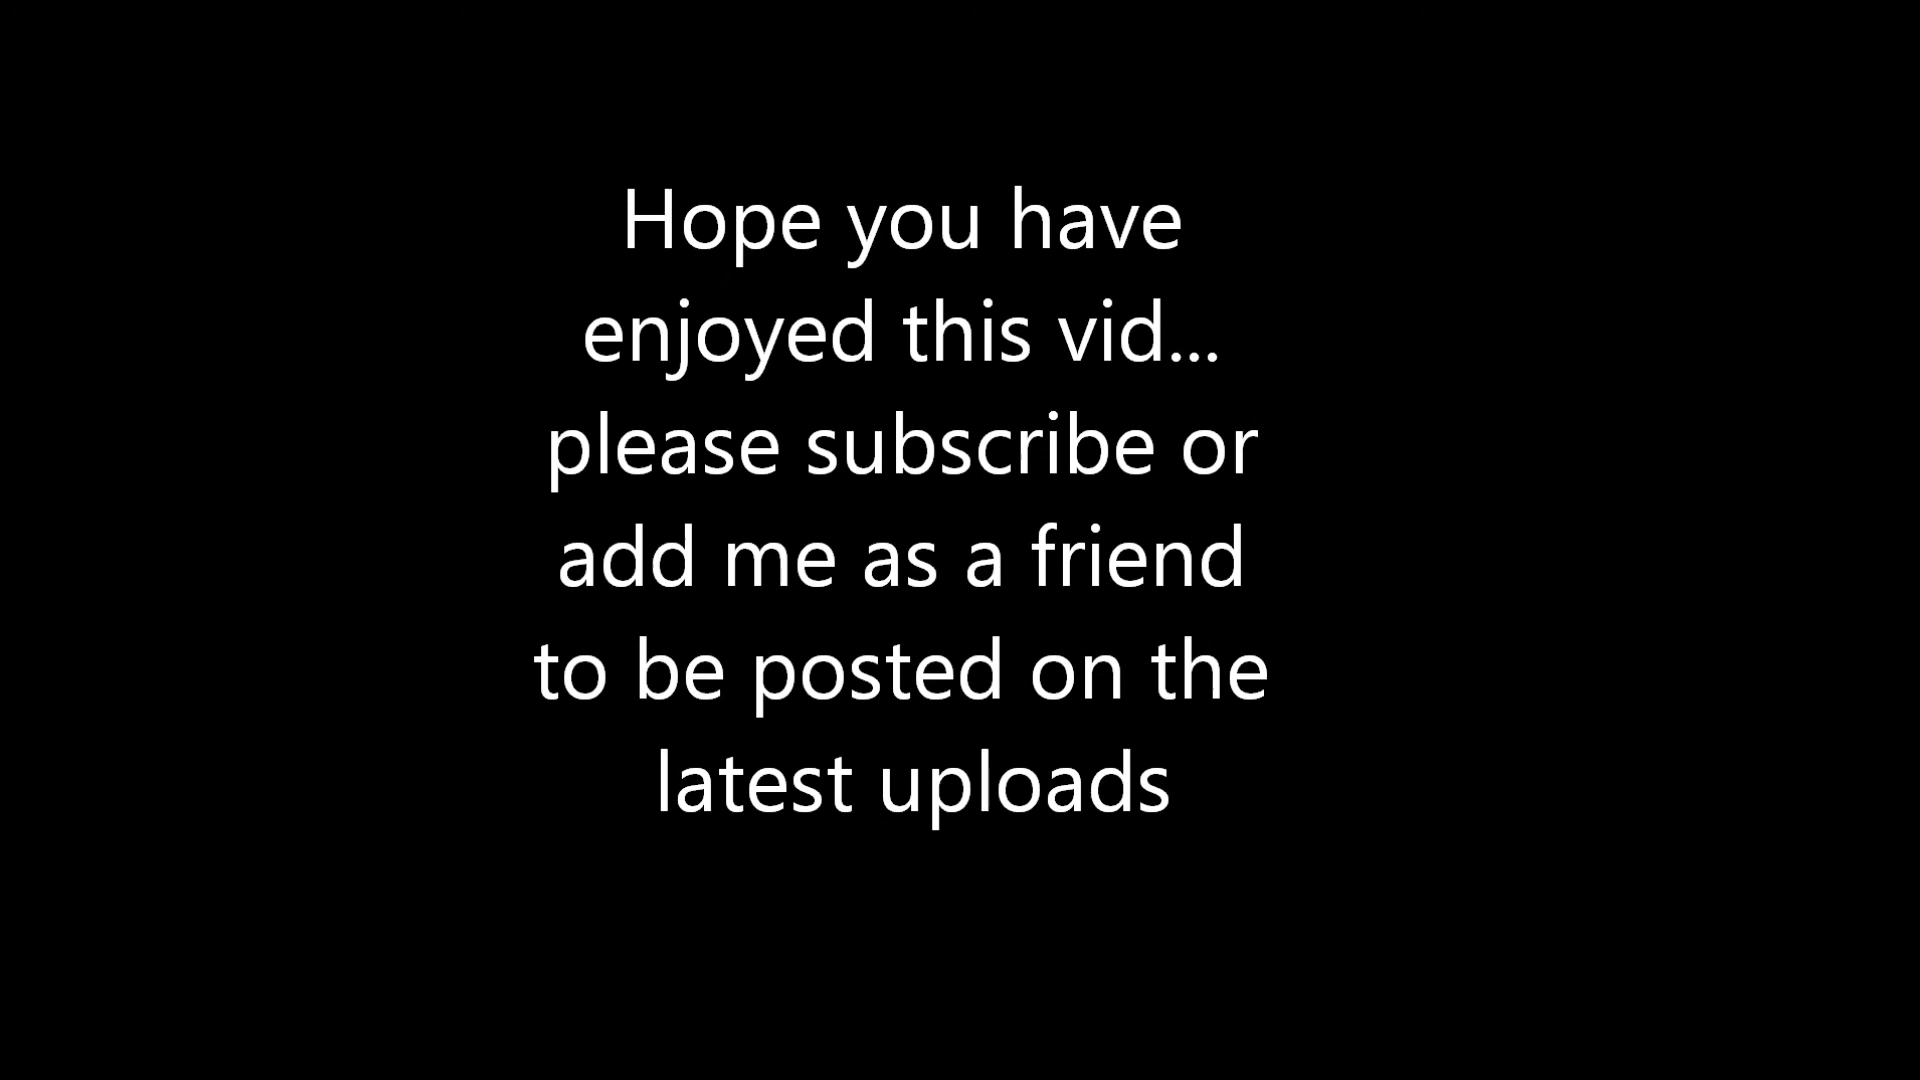 Hope you have
enjoyed this vid...
please subscribe or
add me as a friend
to be posted on the
latest uploads